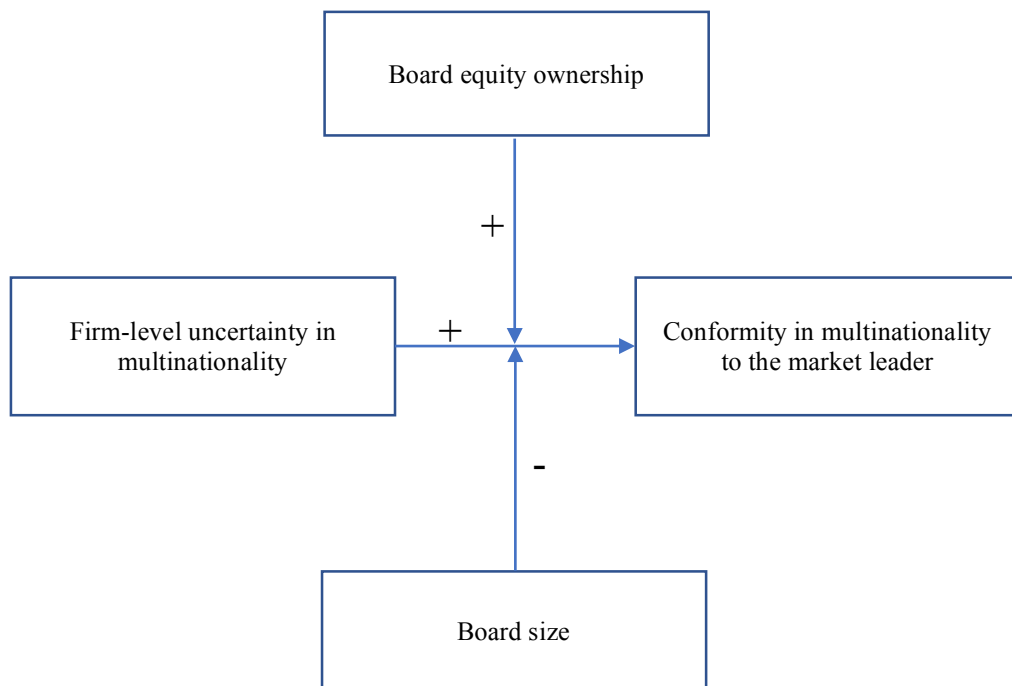 Board equity ownership
+
Firm-level uncertainty in
multinationality
+
Conformity in multinationality
to the market leader
-
Board size